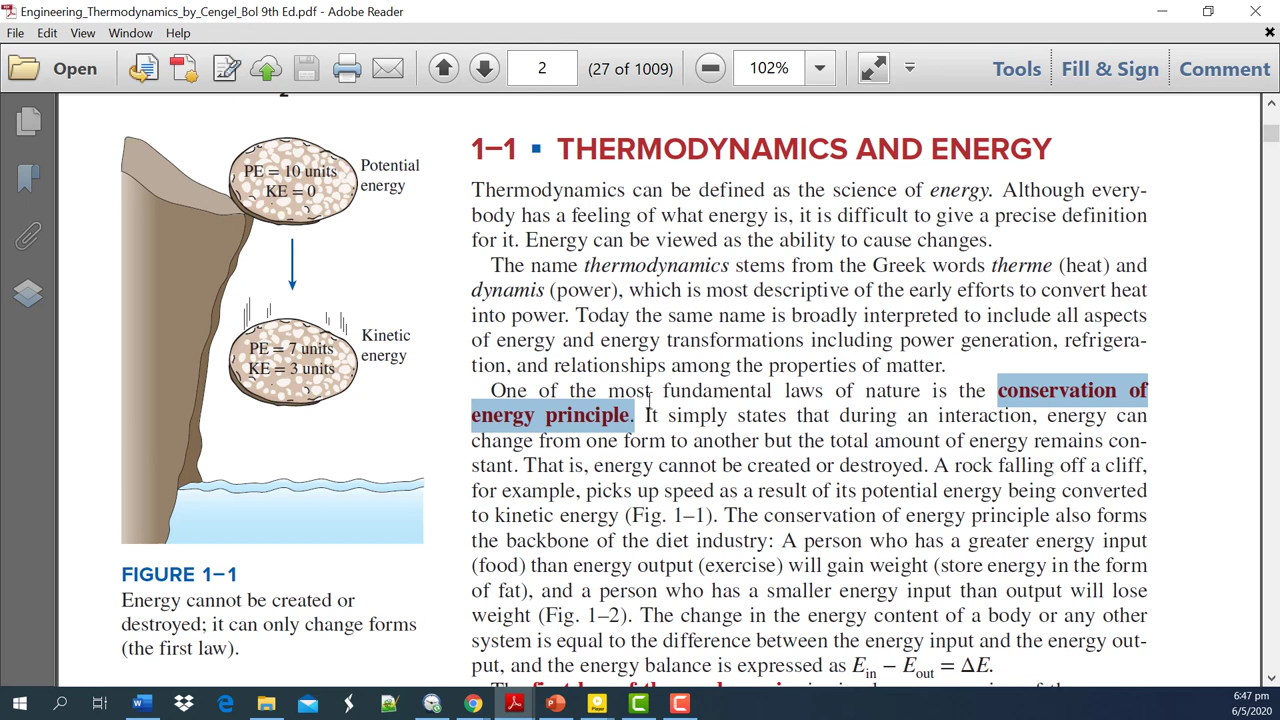 Engineering_Thermodynamics_by_Cengel_Bol 9th Ed.pdf - Adobe Reader
File Edit View Window Help
Open
2
(27 of 1009)
102%
Tools
Fill & Sign
Comment
PE = 10 units
KE = 0
Potential
energy
PE = 7 units
KE = 3 units
Kinetic
energy
FIGURE 1–1
Energy cannot be created or
destroyed; it can only change forms
(the first law).
1–1 ▪ THERMODYNAMICS AND ENERGY
Thermodynamics can be defined as the science of energy. Although every-
body has a feeling of what energy is, it is difficult to give a precise definition
for it. Energy can be viewed as the ability to cause changes.
The name thermodynamics stems from the Greek words therme (heat) and
dynamis (power), which is most descriptive of the early efforts to convert heat
into power. Today the same name is broadly interpreted to include all aspects
of energy and energy transformations including power generation, refrigera-
tion, and relationships among the properties of matter.
One of the most fundamental laws of nature is the conservation of
energy principle. It simply states that during an interaction, energy can
change from one form to another but the total amount of energy remains con-
stant. That is, energy cannot be created or destroyed. A rock falling off a cliff,
for example, picks up speed as a result of its potential energy being converted
to kinetic energy (Fig. 1–1). The conservation of energy principle also forms
the backbone of the diet industry: A person who has a greater energy input
(food) than energy output (exercise) will gain weight (store energy in the form
of fat), and a person who has a smaller energy input than output will lose
weight (Fig. 1–2). The change in the energy content of a body or any other
system is equal to the difference between the energy input and the energy out-
put, and the energy balance is expressed as E_in − E_out = ΔE.
6:47 PM
6/5/2020